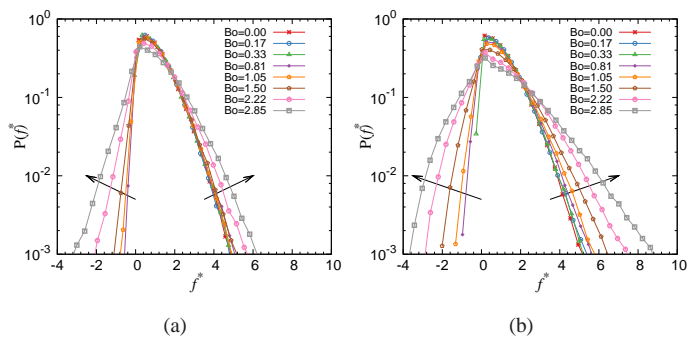 10^0
10^-1
10^-2
10^-3
P(f)^*
-4 -2 0 2 4 6 8 10
f^*
Bo=0.00
Bo=0.17
Bo=0.33
Bo=0.81
Bo=1.05
Bo=1.50
Bo=2.22
Bo=2.85
(a)
10^0
10^-1
10^-2
10^-3
P(f)^*
-4 -2 0 2 4 6 8 10
f^*
Bo=0.00
Bo=0.17
Bo=0.33
Bo=0.81
Bo=1.05
Bo=1.50
Bo=2.22
Bo=2.85
(b)